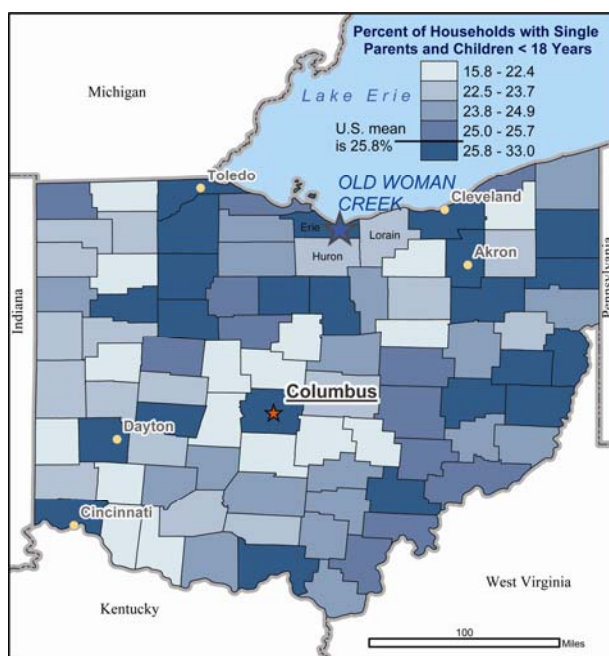 Percent of Households with Single
Parents and Children < 18 Years
15.8 - 22.4
22.5 - 23.7
23.8 - 24.9
25.0 - 25.7
25.8 - 33.0
U.S. mean
is 25.8%
Michigan
Lake Erie
Toledo
OLD WOMAN
CREEK
Cleveland
Erie
Lorain
Huron
Akron
Indiana
Pennsylvania
Columbus
Dayton
Cincinnati
West Virginia
Kentucky
100
Miles